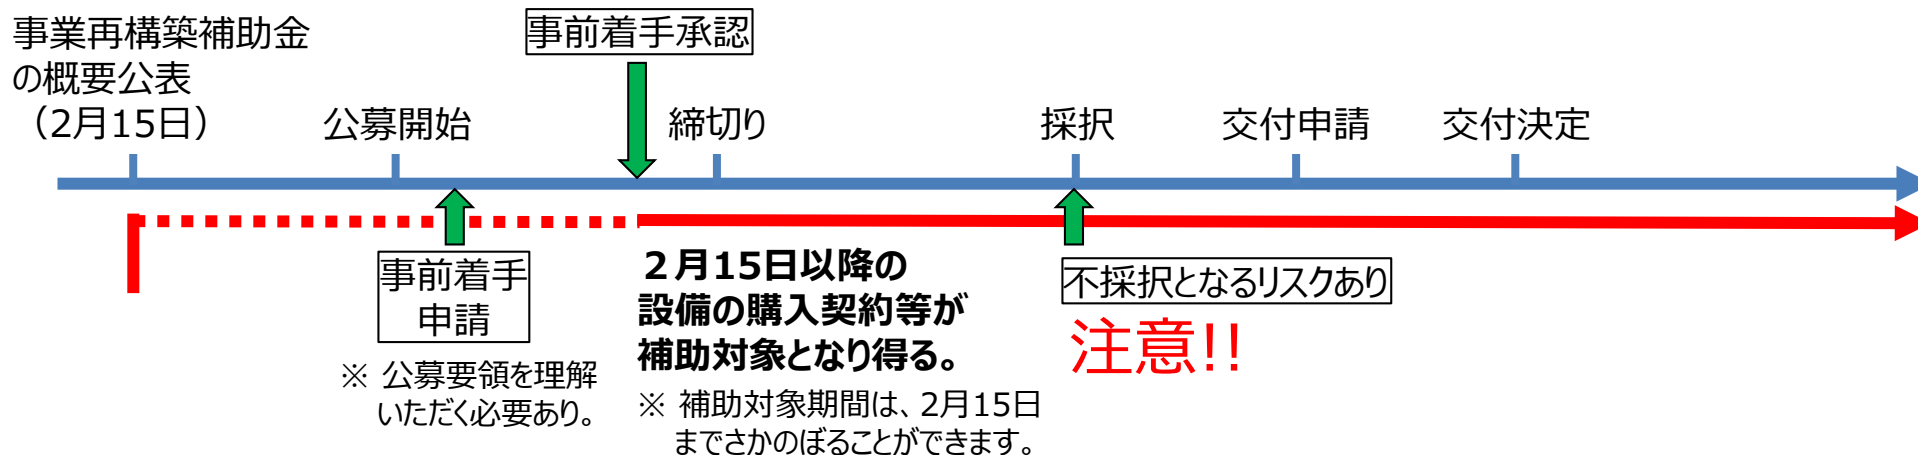 事業再構築補助金
の概要公表
（2月15日）
事前着手承認
公募開始
締切り
採択
交付申請
交付決定
事前着手
申請
※ 公募要領を理解
いただく必要あり。
２月15日以降の
設備の購入契約等が
補助対象となり得る。
※ 補助対象期間は、2月15日
までさかのぼることができます。
不採択となるリスクあり
注意!!